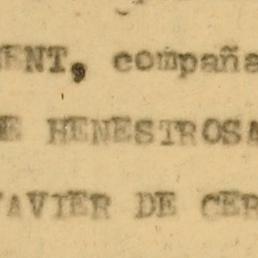 ENT, compaña
E HENESTROSA
AVIER DE CER